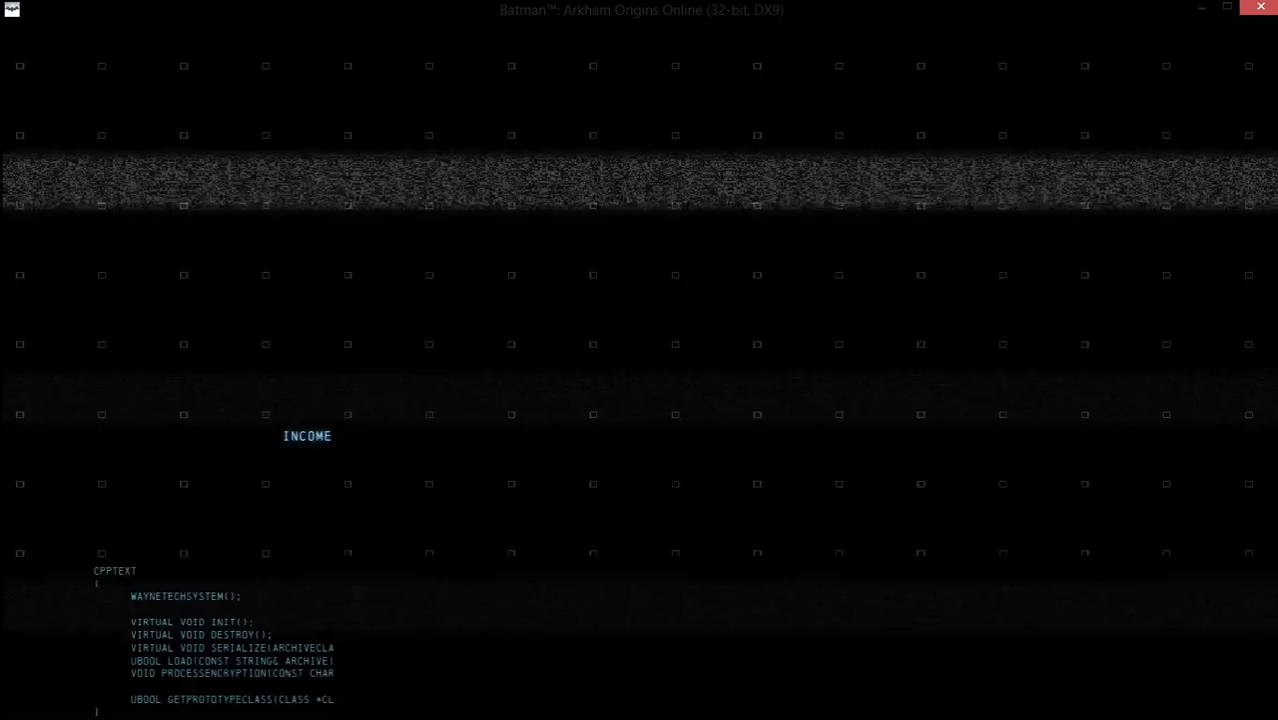 Batman™: Arkham Origins Online (32-bit, DX9)
INCOME
CPPTEXT
{
WAYNETECHSYSTEM();
VIRTUAL VOID INIT();
VIRTUAL VOID DESTROY();
VIRTUAL VOID SERIALIZE(ARCHIVECLA
UBOOL LOAD(CONST STRING& ARCHIVE)
VOID PROCESSENCRYPTION(CONST CHAR
UBOOL GETPROTOTYPECLASS(CLASS *CL
}